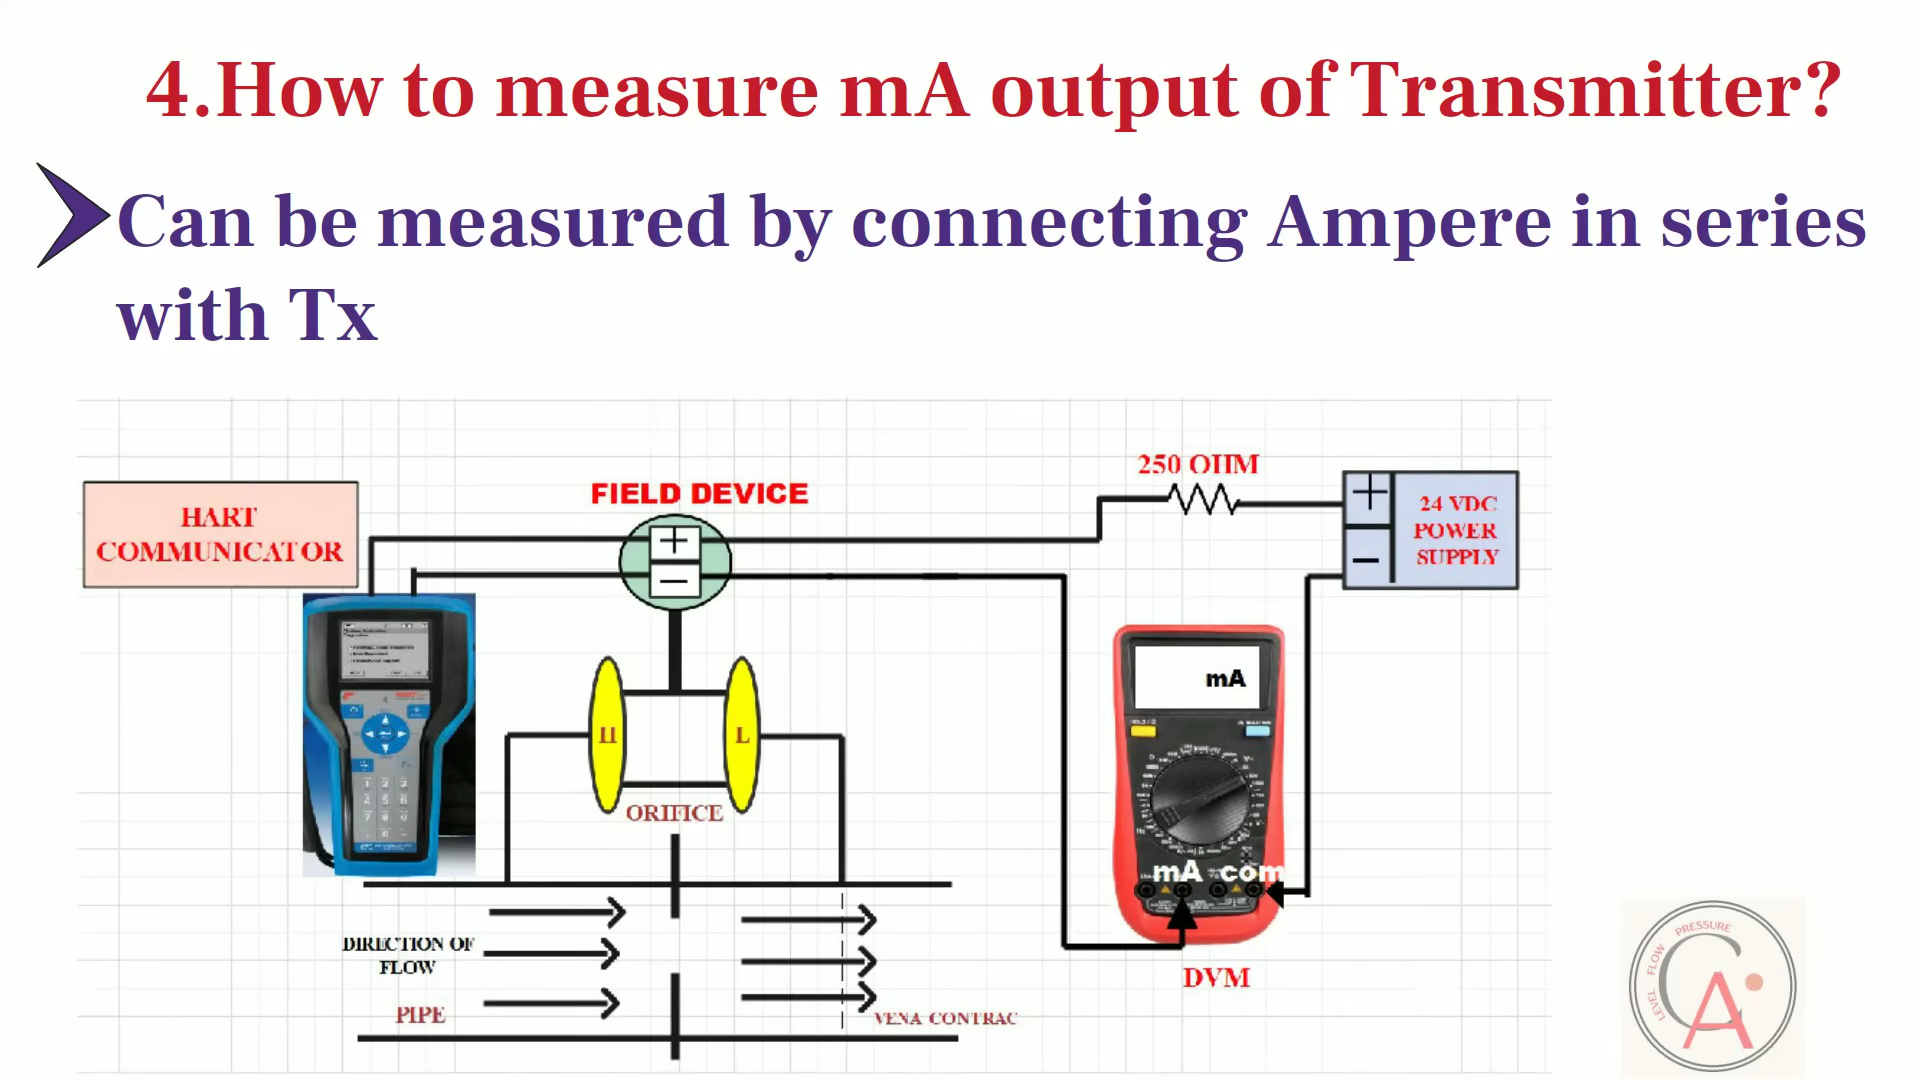 4.How to measure mA output of Transmitter?
Can be measured by connecting Ampere in series
with Tx
250 OHM
FIELD DEVICE
HART
COMMUNICATOR
+
−
+
−
24 VDC
POWER
SUPPLY
mA
H
L
ORIFICE
mA com
DIRECTION OF
FLOW
PIPE
VENA CONTRAC
DVM
LEVEL FLOW PRESSURE
CA